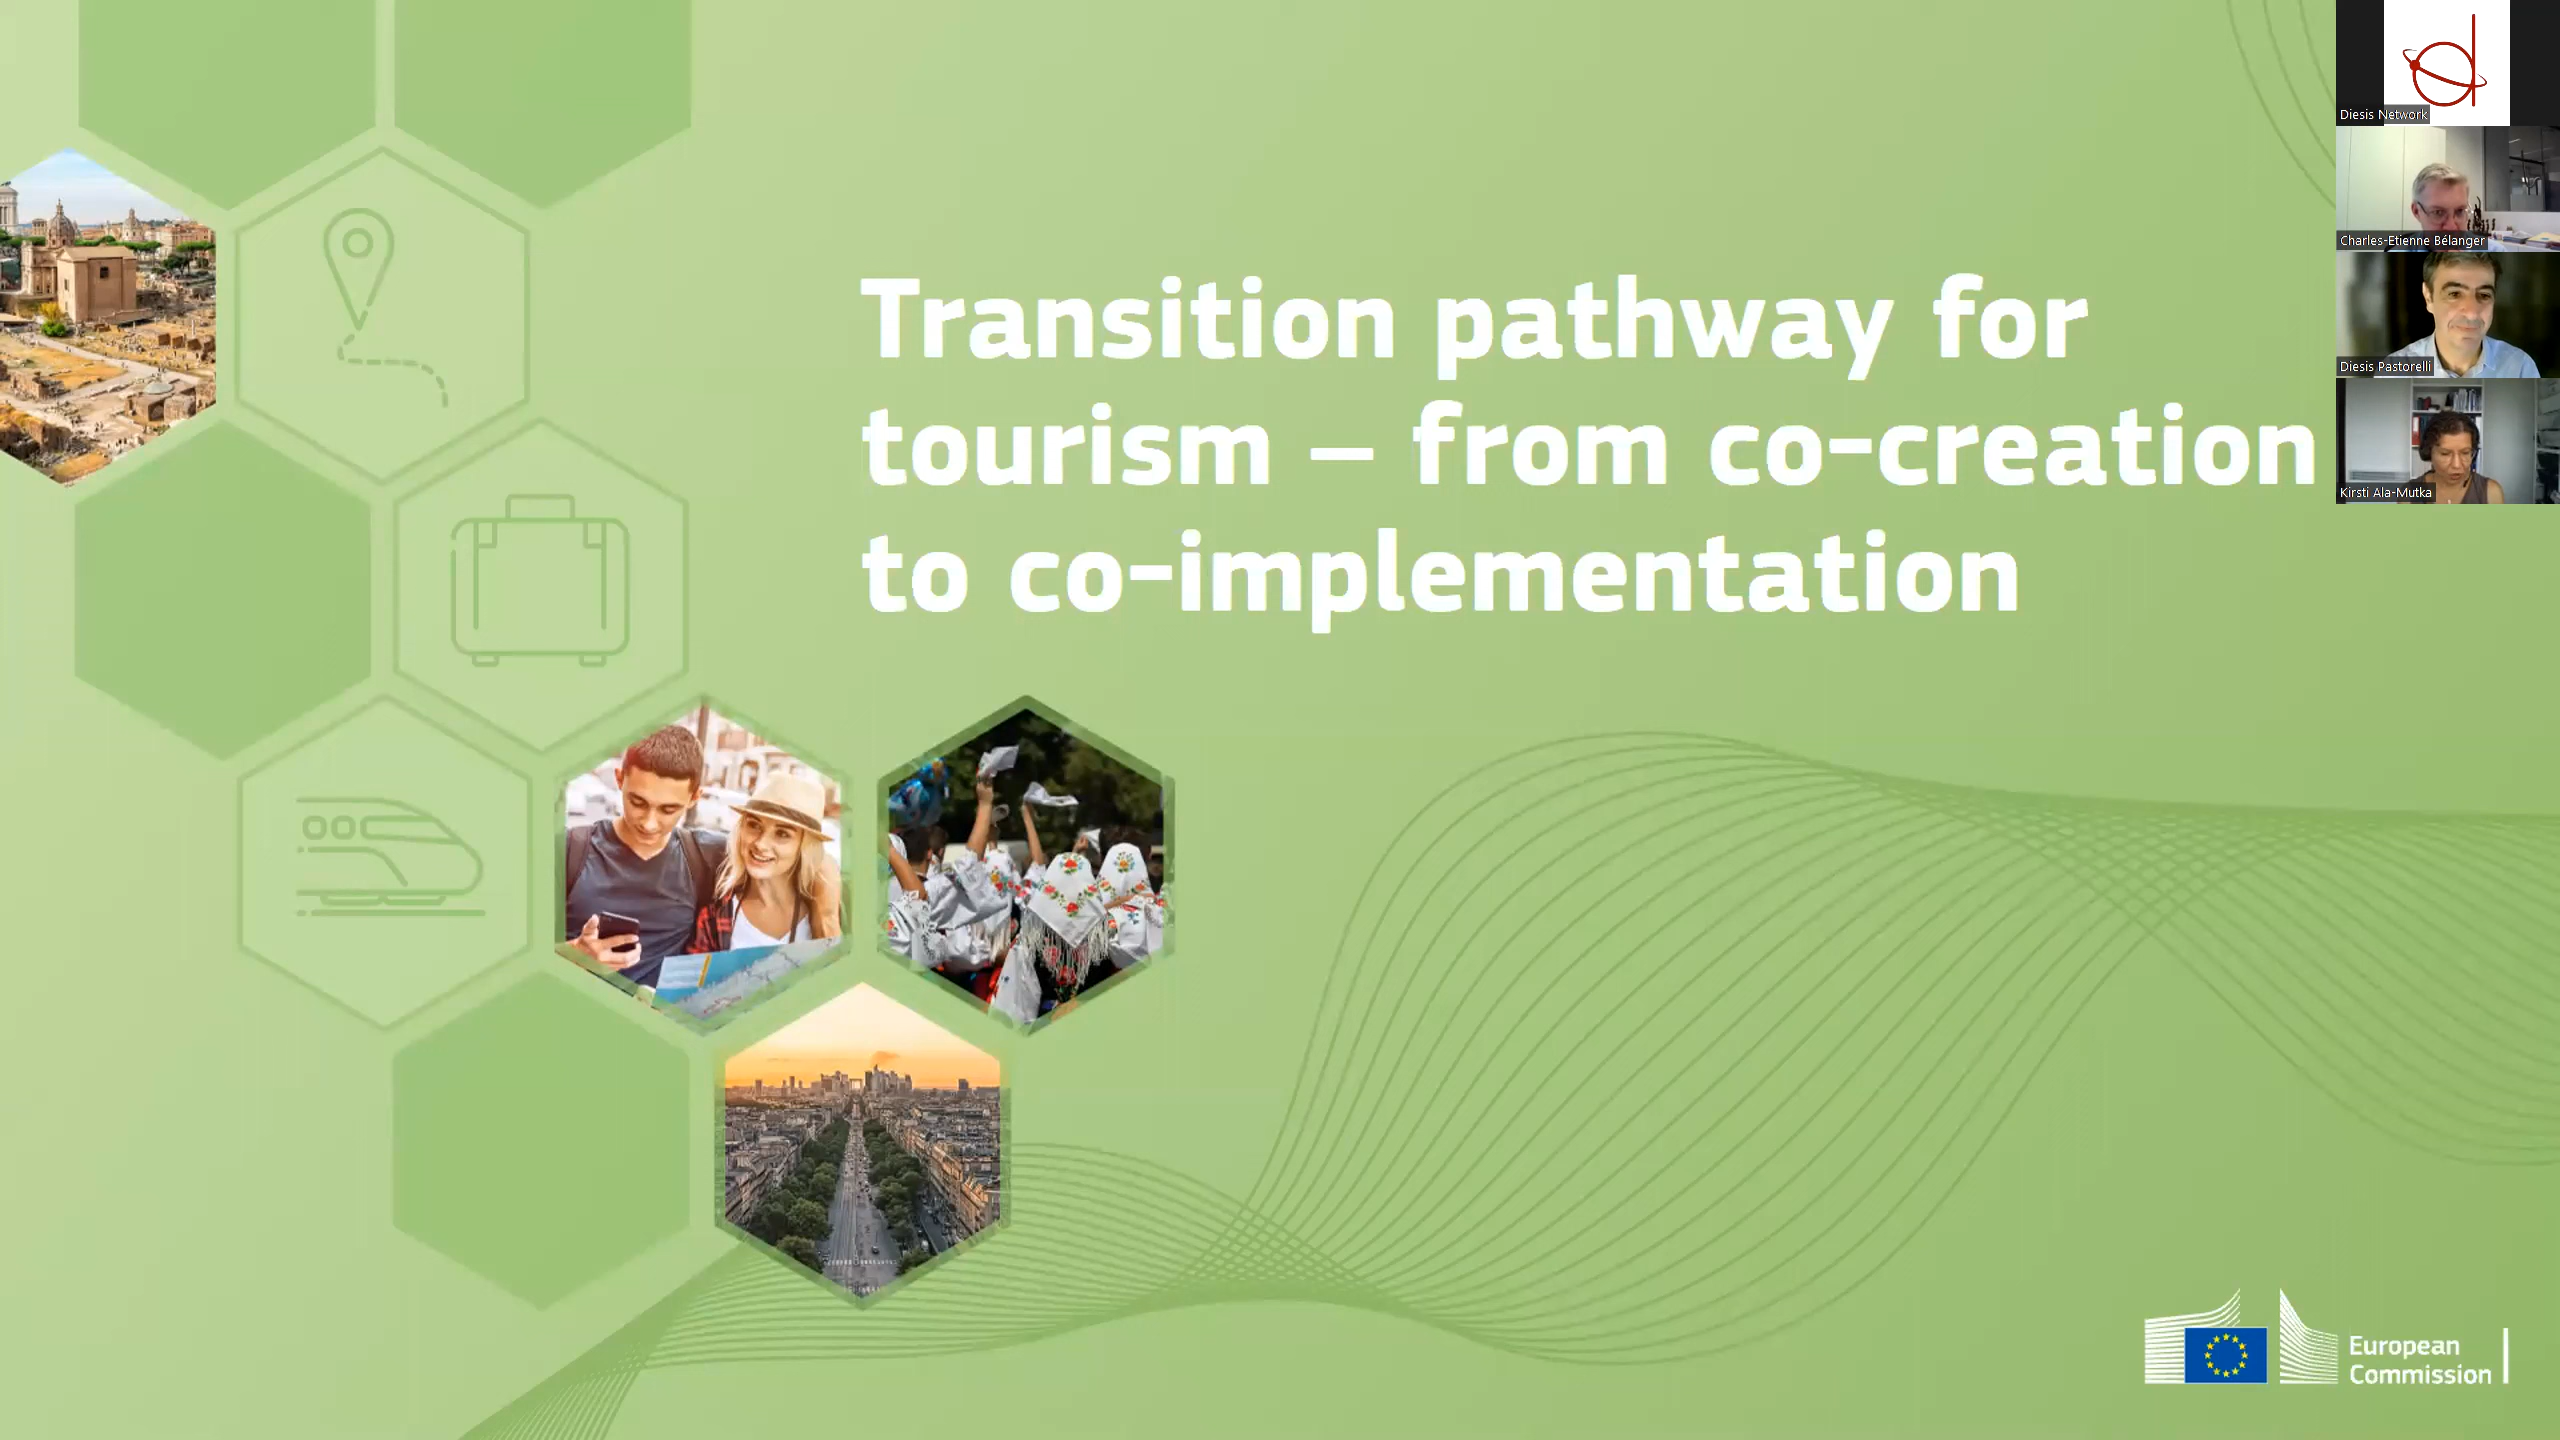 Transition pathway for
tourism – from co-creation
to co-implementation
Diesis Network
Charles-Etienne Bélanger
Diesis Pastorelli
Kirsti Ala-Mutka
European
Commission